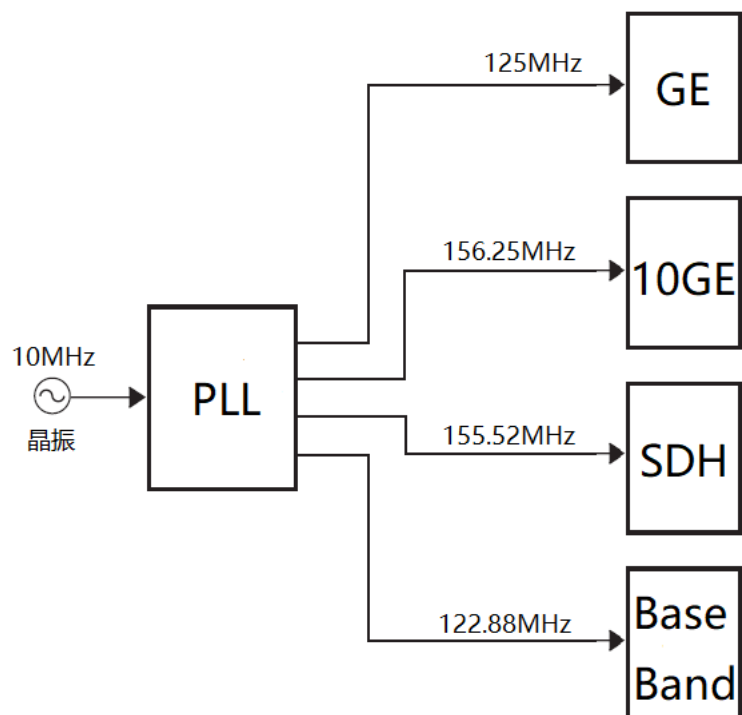 125MHz
GE
156.25MHz
10GE
10MHz
PLL
晶振
155.52MHz
SDH
122.88MHz
Base
Band